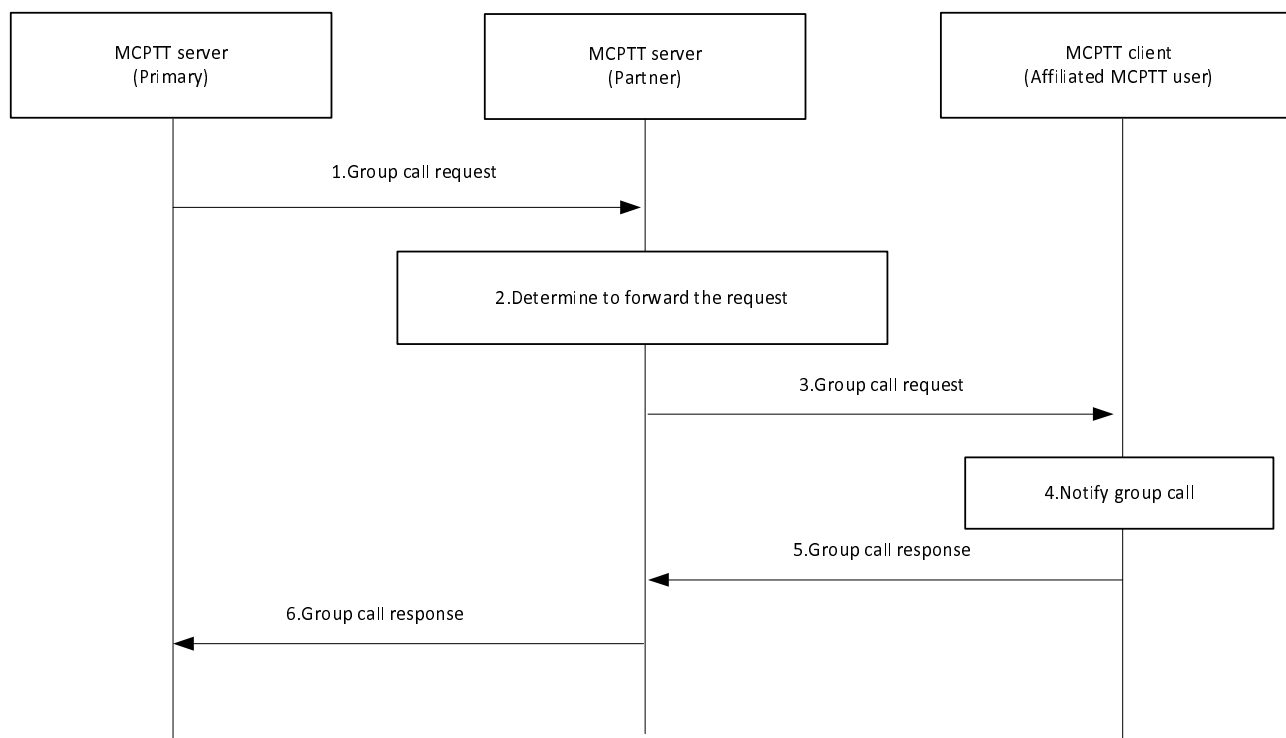 MCPTT server
(Primary)
MCPTT server
(Partner)
MCPTT client
(Affiliated MCPTT user)
1.Group call request
2.Determine to forward the request
3.Group call request
4.Notify group call
5.Group call response
6.Group call response